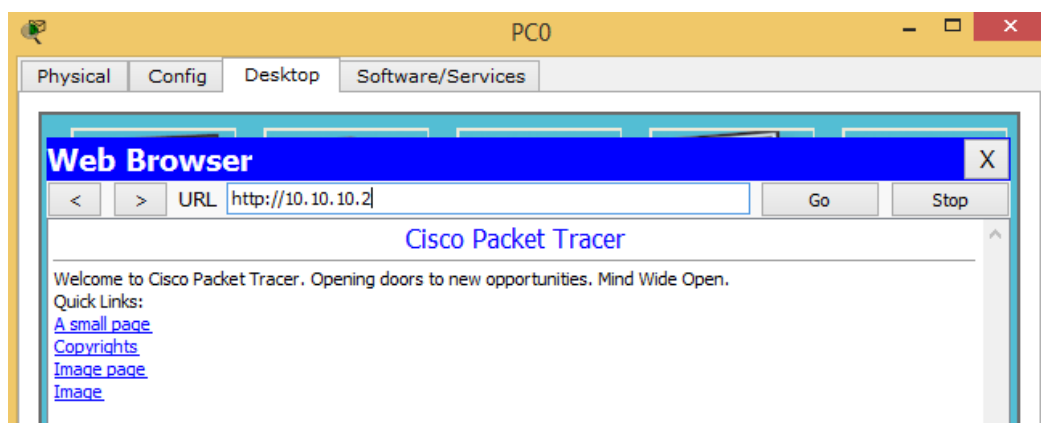 PC0
Physical Config Desktop Software/Services
Web Browser X
< > URL http://10.10.10.2 Go Stop
Cisco Packet Tracer
Welcome to Cisco Packet Tracer. Opening doors to new opportunities. Mind Wide Open.
Quick Links:
A small page
Copyrights
Image page
Image